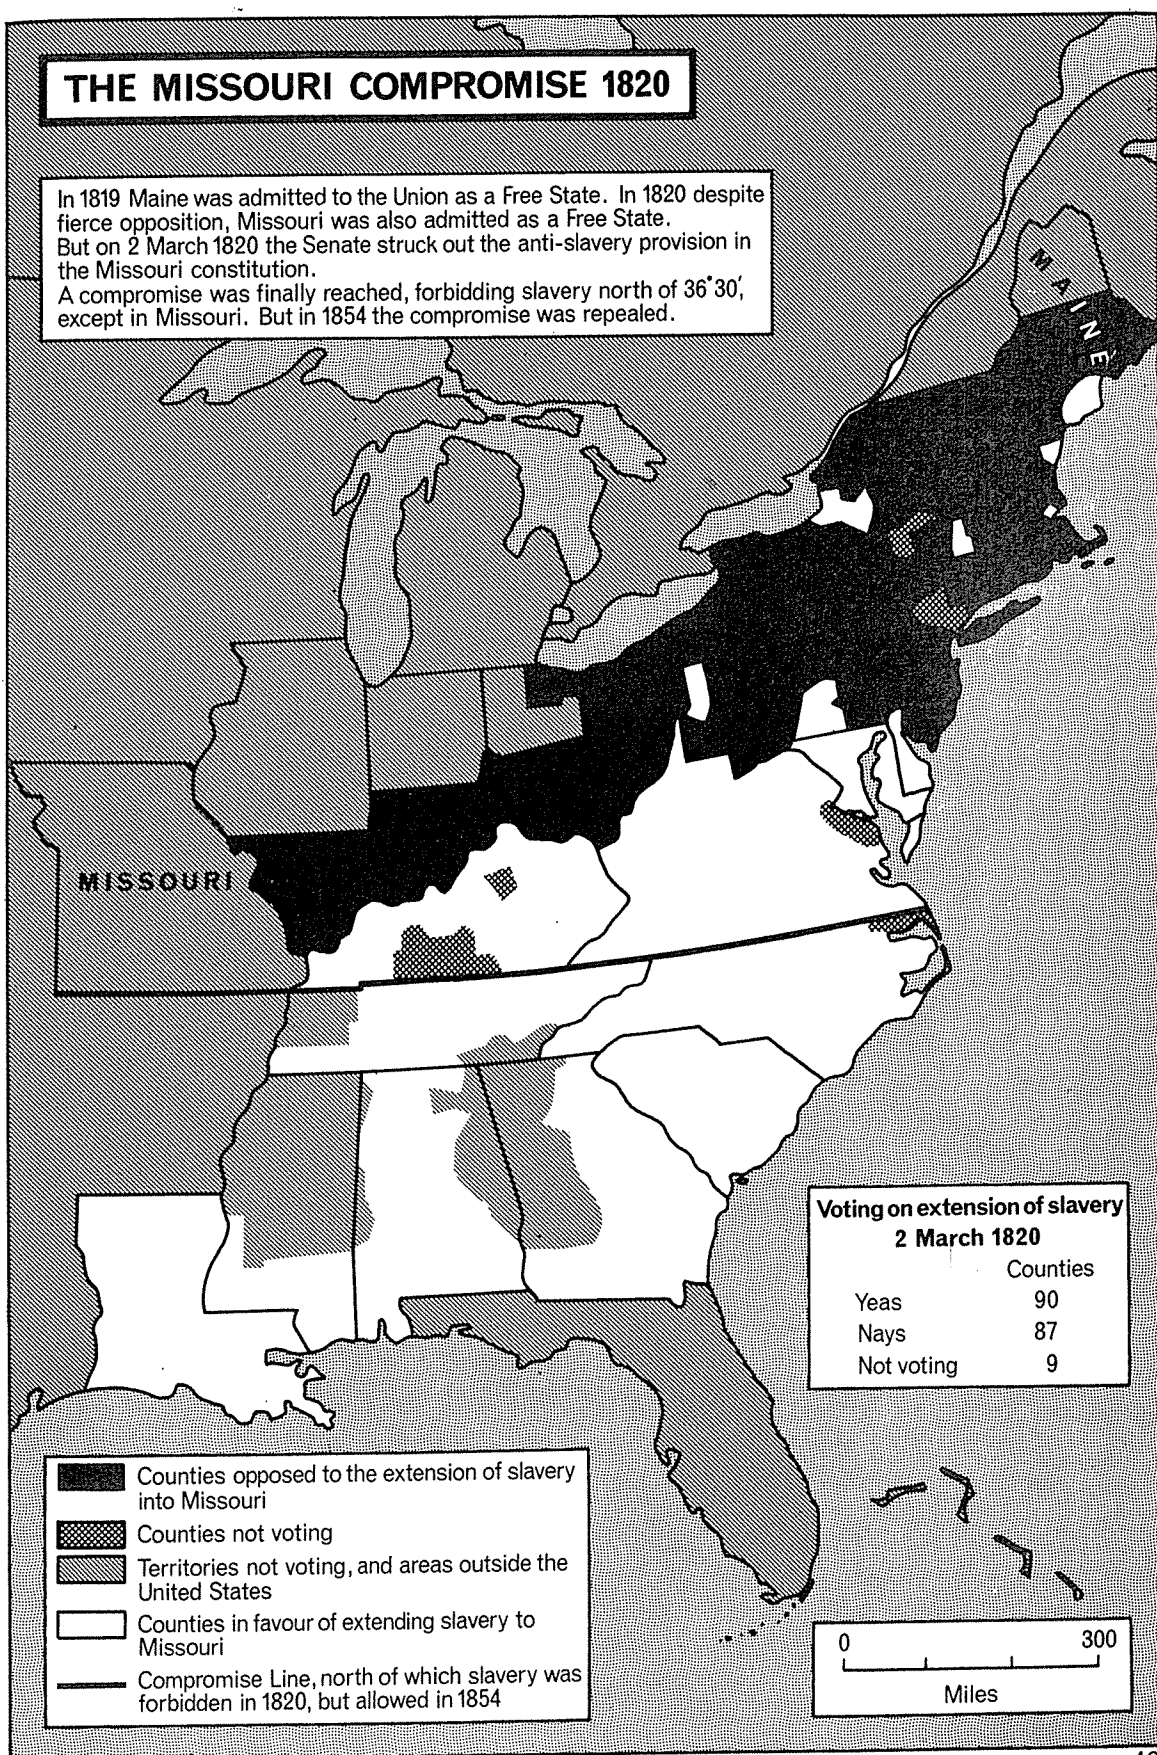 THE MISSOURI COMPROMISE 1820
In 1819 Maine was admitted to the Union as a Free State. In 1820 despite
fierce opposition, Missouri was also admitted as a Free State.
But on 2 March 1820 the Senate struck out the anti-slavery provision in
the Missouri constitution.
A compromise was finally reached, forbidding slavery north of 36°30′,
except in Missouri. But in 1854 the compromise was repealed.
MAINE
MISSOURI
Voting on extension of slavery
2 March 1820
Counties
Yeas 90
Nays 87
Not voting 9
Counties opposed to the extension of slavery
into Missouri
Counties not voting
Territories not voting, and areas outside the
United States
Counties in favour of extending slavery to
Missouri
Compromise Line, north of which slavery was
forbidden in 1820, but allowed in 1854
0 300
Miles